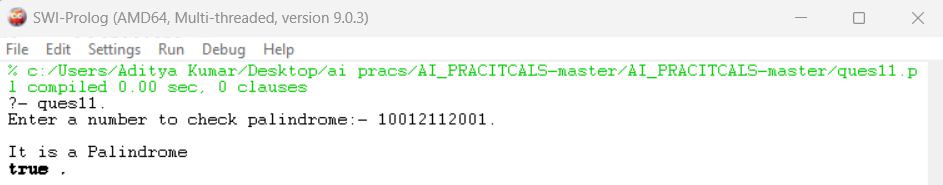 SWI-Prolog (AMD64, Multi-threaded, version 9.0.3)
File Edit Settings Run Debug Help
% c:/Users/Aditya Kumar/Desktop/ai pracs/AI_PRACITCALS-master/AI_PRACITCALS-master/ques11.p
l compiled 0.00 sec, 0 clauses
?- ques11.
Enter a number to check palindrome:- 10012112001.
It is a Palindrome
true .